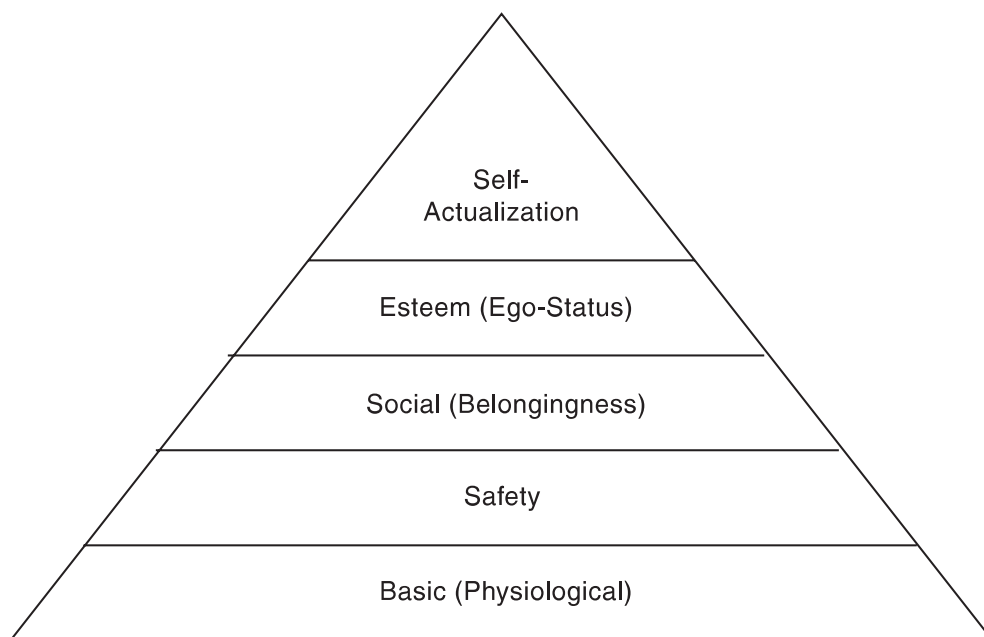 Self-
Actualization
Esteem (Ego-Status)
Social (Belongingness)
Safety
Basic (Physiological)